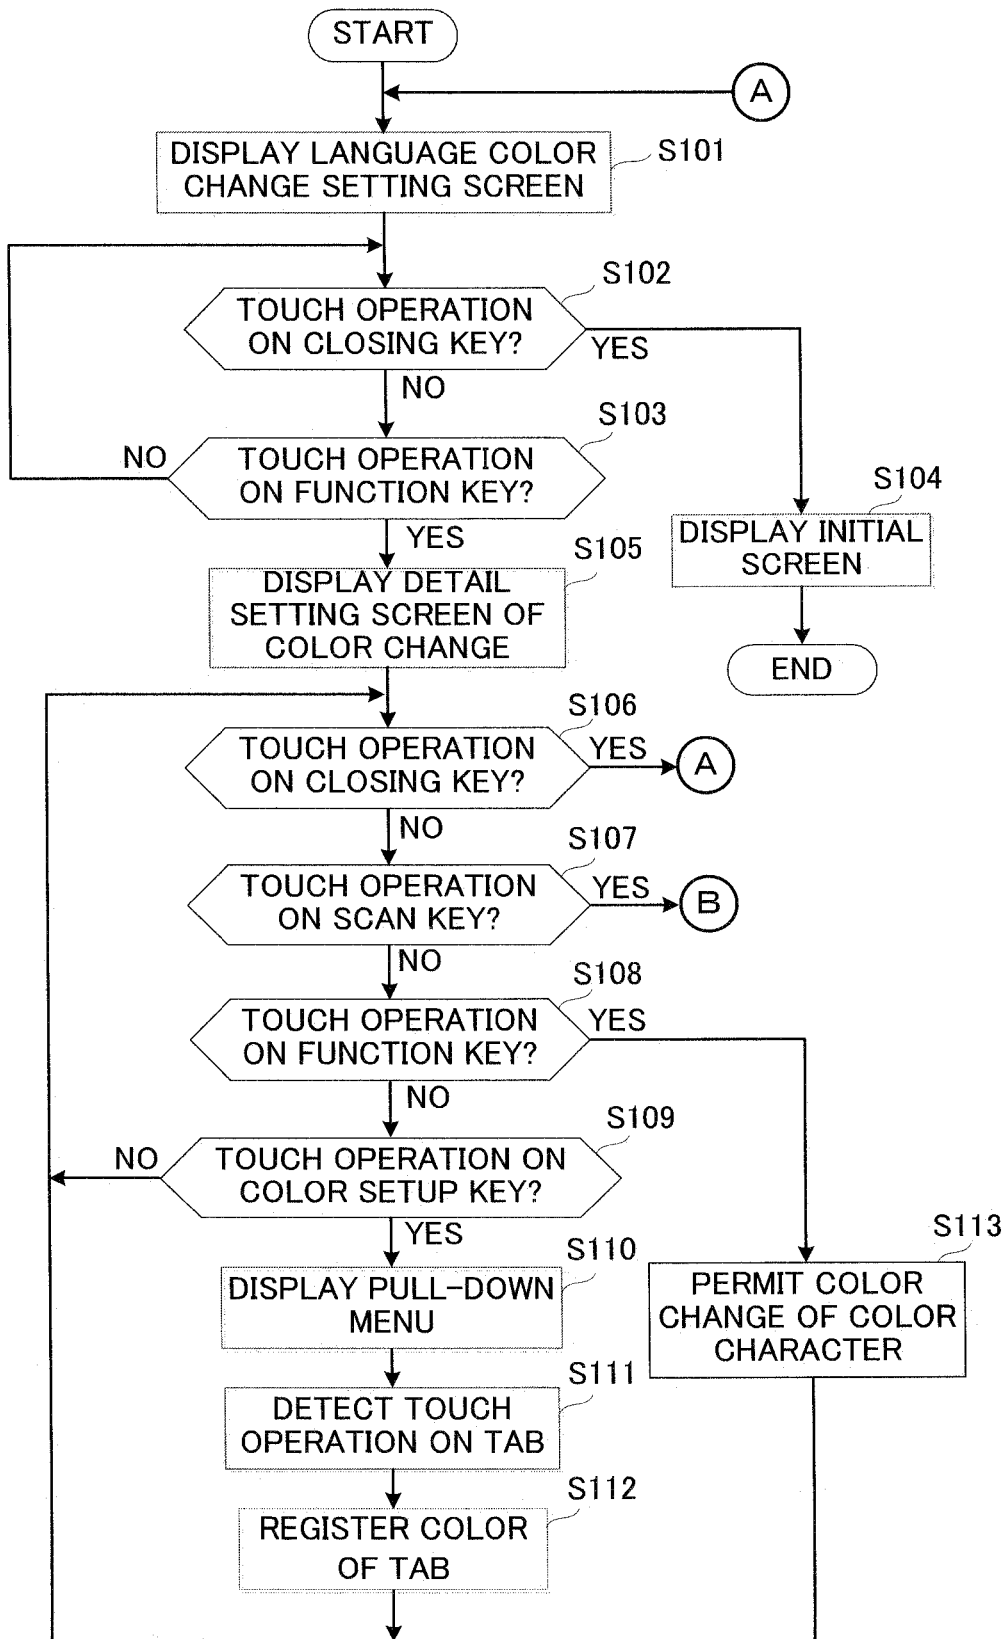 START
A
DISPLAY LANGUAGE COLOR
CHANGE SETTING SCREEN
S101
S102
TOUCH OPERATION
ON CLOSING KEY?
YES
NO
S103
NO
TOUCH OPERATION
ON FUNCTION KEY?
YES
S104
DISPLAY INITIAL
SCREEN
END
S105
DISPLAY DETAIL
SETTING SCREEN OF
COLOR CHANGE
S106
TOUCH OPERATION
ON CLOSING KEY?
YES
A
NO
S107
TOUCH OPERATION
ON SCAN KEY?
YES
B
NO
S108
TOUCH OPERATION
ON FUNCTION KEY?
YES
NO
S109
NO
TOUCH OPERATION ON
COLOR SETUP KEY?
YES
S113
PERMIT COLOR
CHANGE OF COLOR
CHARACTER
S110
DISPLAY PULL-DOWN
MENU
S111
DETECT TOUCH
OPERATION ON TAB
S112
REGISTER COLOR
OF TAB